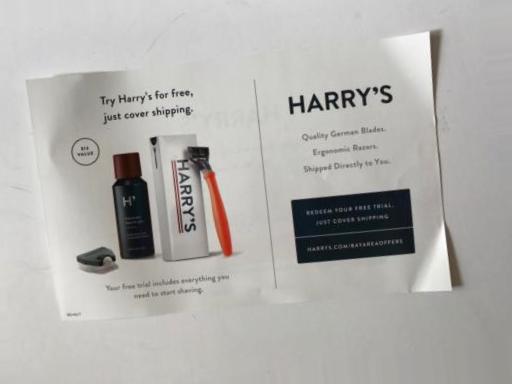 Try Harry's for free,
just cover shipping.
$13
VALUE
H'
HARRY'S
Your free trial includes everything you
need to start shaving.
HARRY'S
Quality German Blades.
Ergonomic Razors.
Shipped Directly to You.
REDEEM YOUR FREE TRIAL,
JUST COVER SHIPPING
HARRYS.COM/BAYAREAOFFERS